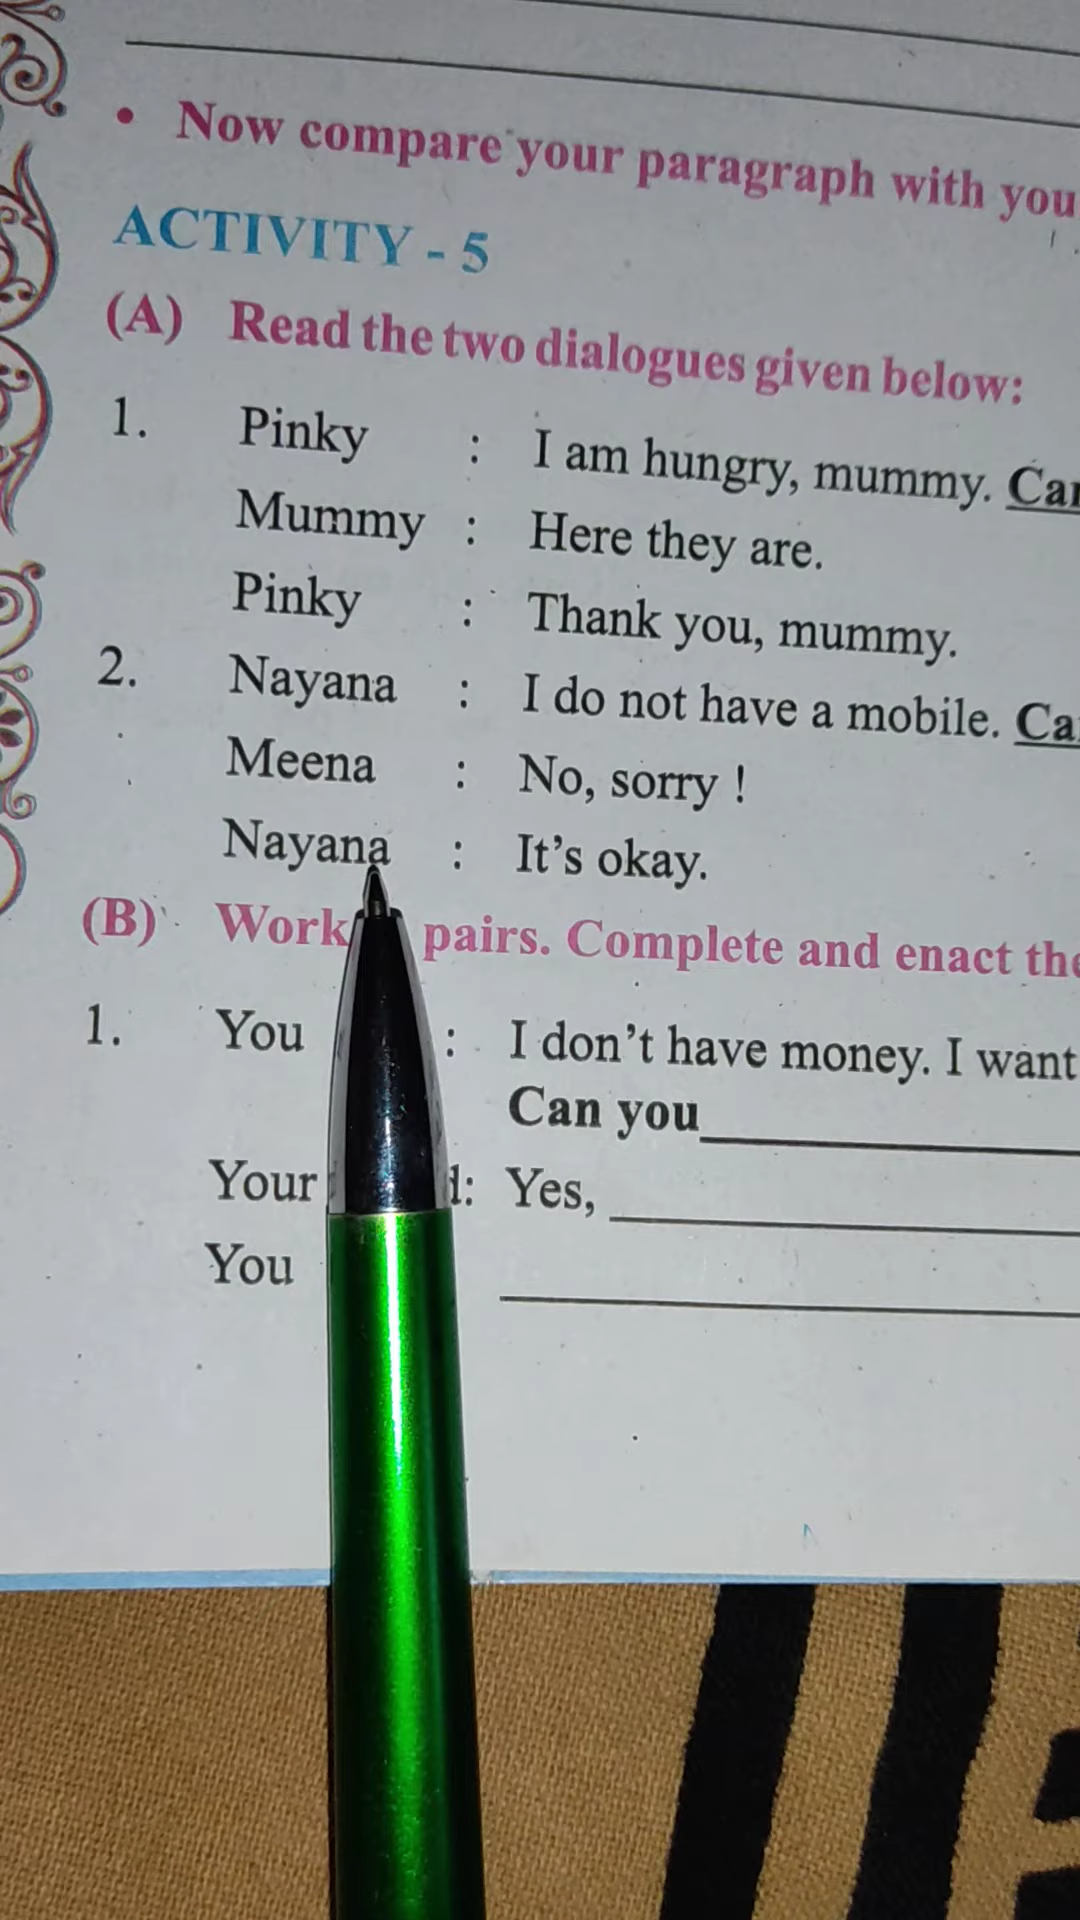 • Now compare your paragraph with you
ACTIVITY - 5
(A) Read the two dialogues given below:
1. Pinky : I am hungry, mummy.
Mummy : Here they are.
Pinky : Thank you, mummy.
2. Nayana : I do not have a mobile.
Meena : No, sorry !
Nayana : It's okay.
(B) Work pairs. Complete and enact the
1. You : I don't have money. I want
Can you
Your : Yes,
You